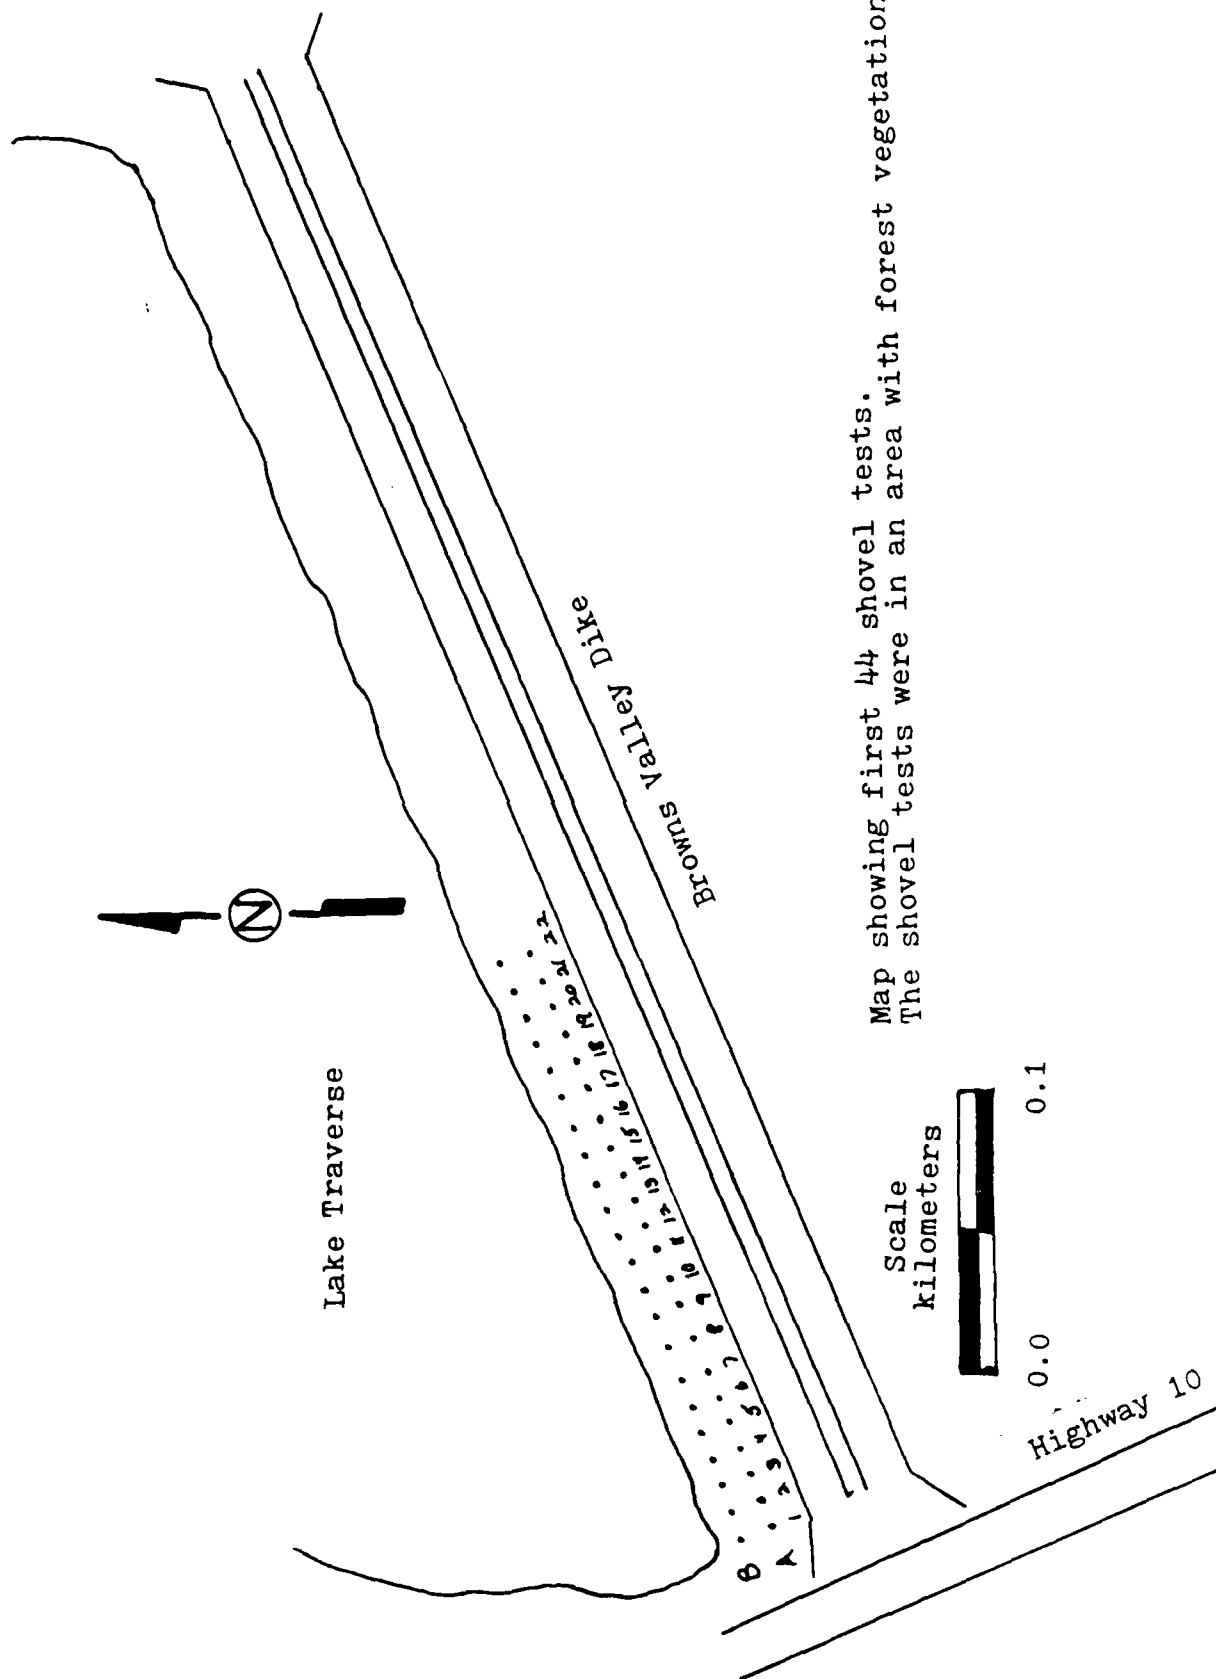 Lake Traverse
N
B
A
1 2 3 4 5 6 7 8 9 10 11 12 13 14 15 16 17 18 19 20 21 22
Browns Valley Dike
Highway 10
Scale
kilometers
0.0 0.1
Map showing first 44 shovel tests.
The shovel tests were in an area with forest vegetation